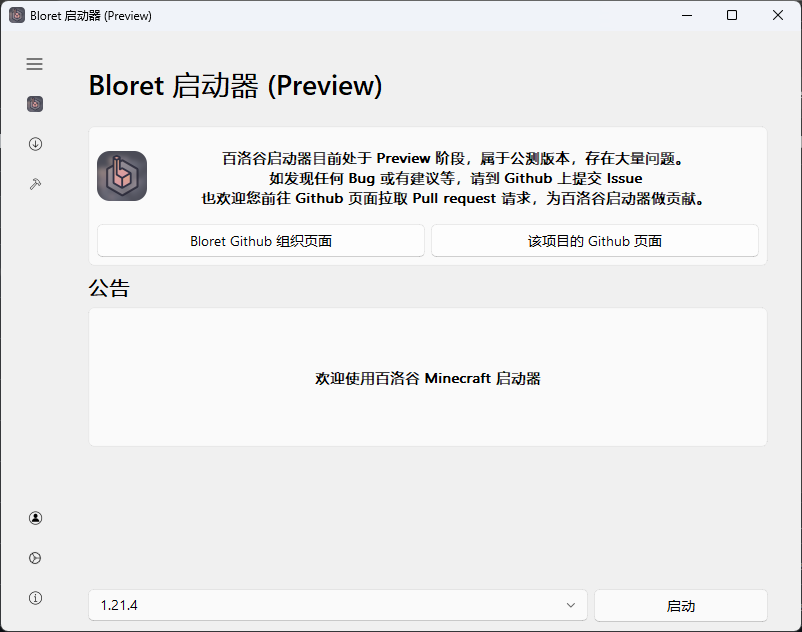 Bloret 启动器 (Preview)
Bloret 启动器 (Preview)
百洛谷启动器目前处于 Preview 阶段，属于公测版本，存在大量问题。
如发现任何 Bug 或有建议等，请到 Github 上提交 Issue
也欢迎您前往 Github 页面拉取 Pull request 请求，为百洛谷启动器做贡献。
Bloret Github 组织页面
该项目的 Github 页面
公告
欢迎使用百洛谷 Minecraft 启动器
1.21.4
启动